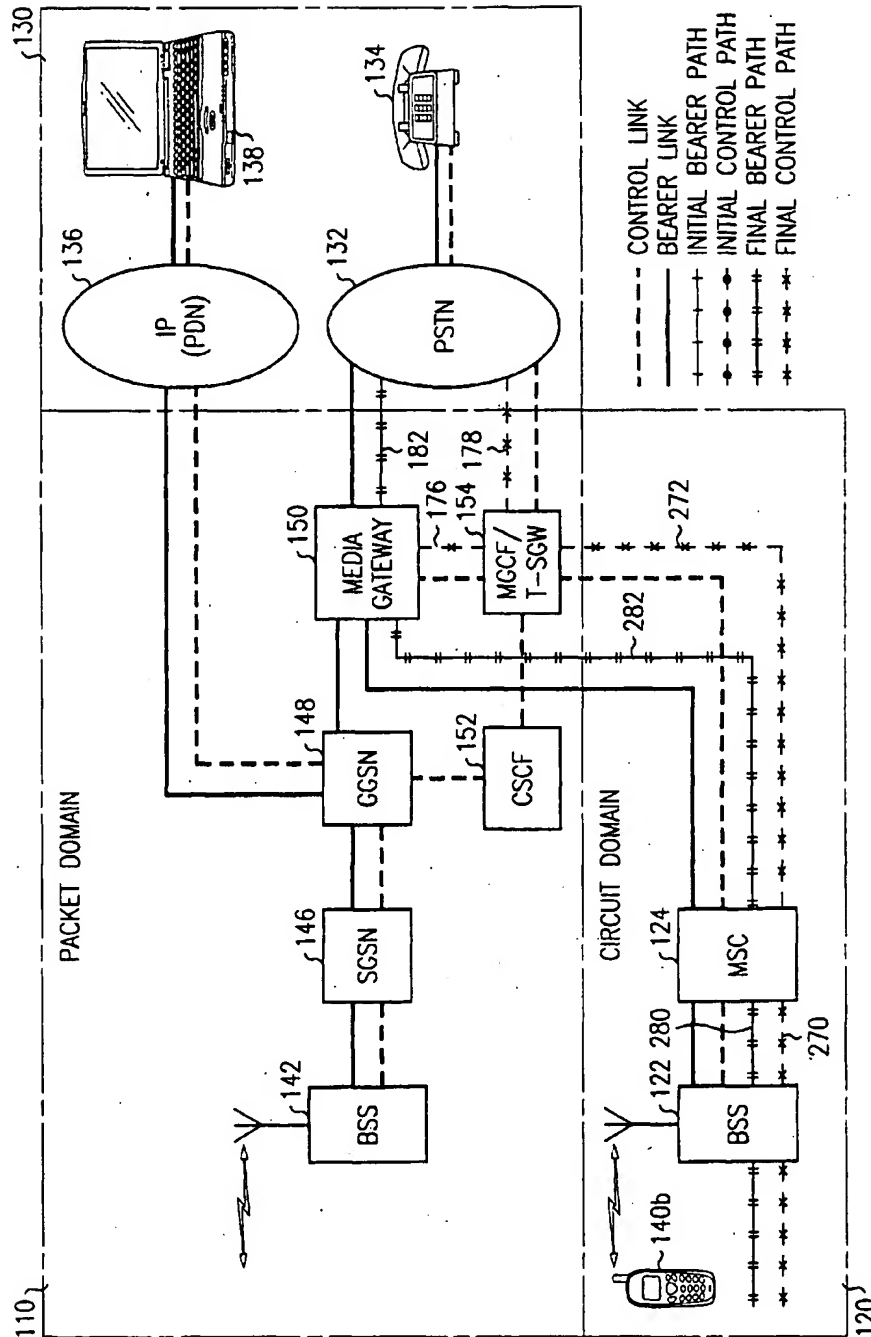 110
PACKET DOMAIN
130
142
BSS
146
SGSN
148
GGSN
152
CSCF
150
MEDIA
GATEWAY
176
154
MGCF/
T-SGW
182
178
136
IP
(PDN)
138
132
PSTN
134
272
282
CIRCUIT DOMAIN
140b
122
BSS
280
270
124
MSC
120
CONTROL LINK
BEARER LINK
INITIAL BEARER PATH
INITIAL CONTROL PATH
FINAL BEARER PATH
FINAL CONTROL PATH